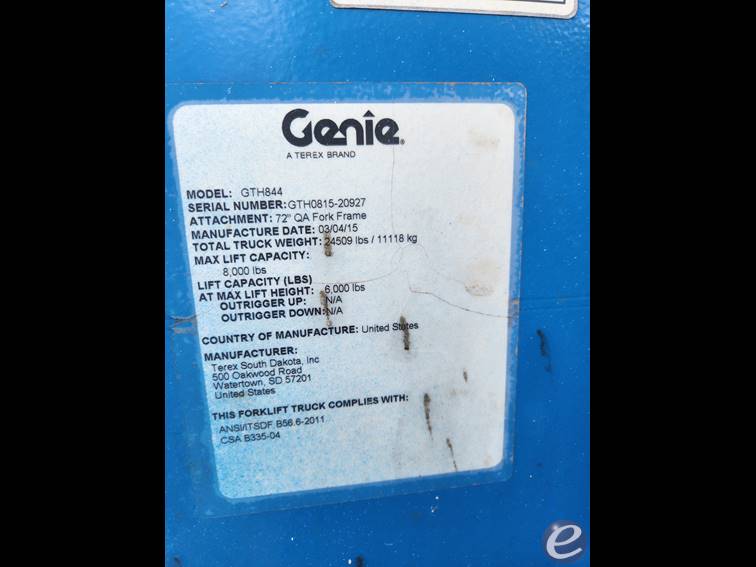 Genie
A TEREX BRAND
MODEL: GTH844
SERIAL NUMBER: GTH0815-20927
ATTACHMENT: 72" QA Fork Frame
MANUFACTURE DATE: 03/04/15
TOTAL TRUCK WEIGHT: 24509 lbs / 11118 kg
MAX LIFT CAPACITY:
8,000 lbs
LIFT CAPACITY (LBS)
AT MAX LIFT HEIGHT: 6,000 lbs
OUTRIGGER UP: N/A
OUTRIGGER DOWN: N/A
COUNTRY OF MANUFACTURE: United States
MANUFACTURER:
Terex South Dakota, Inc
500 Oakwood Road
Watertown, SD 57201
United States
THIS FORKLIFT TRUCK COMPLIES WITH:
ANSI/ITSDF B56.6-2011
CSA B335-04
e